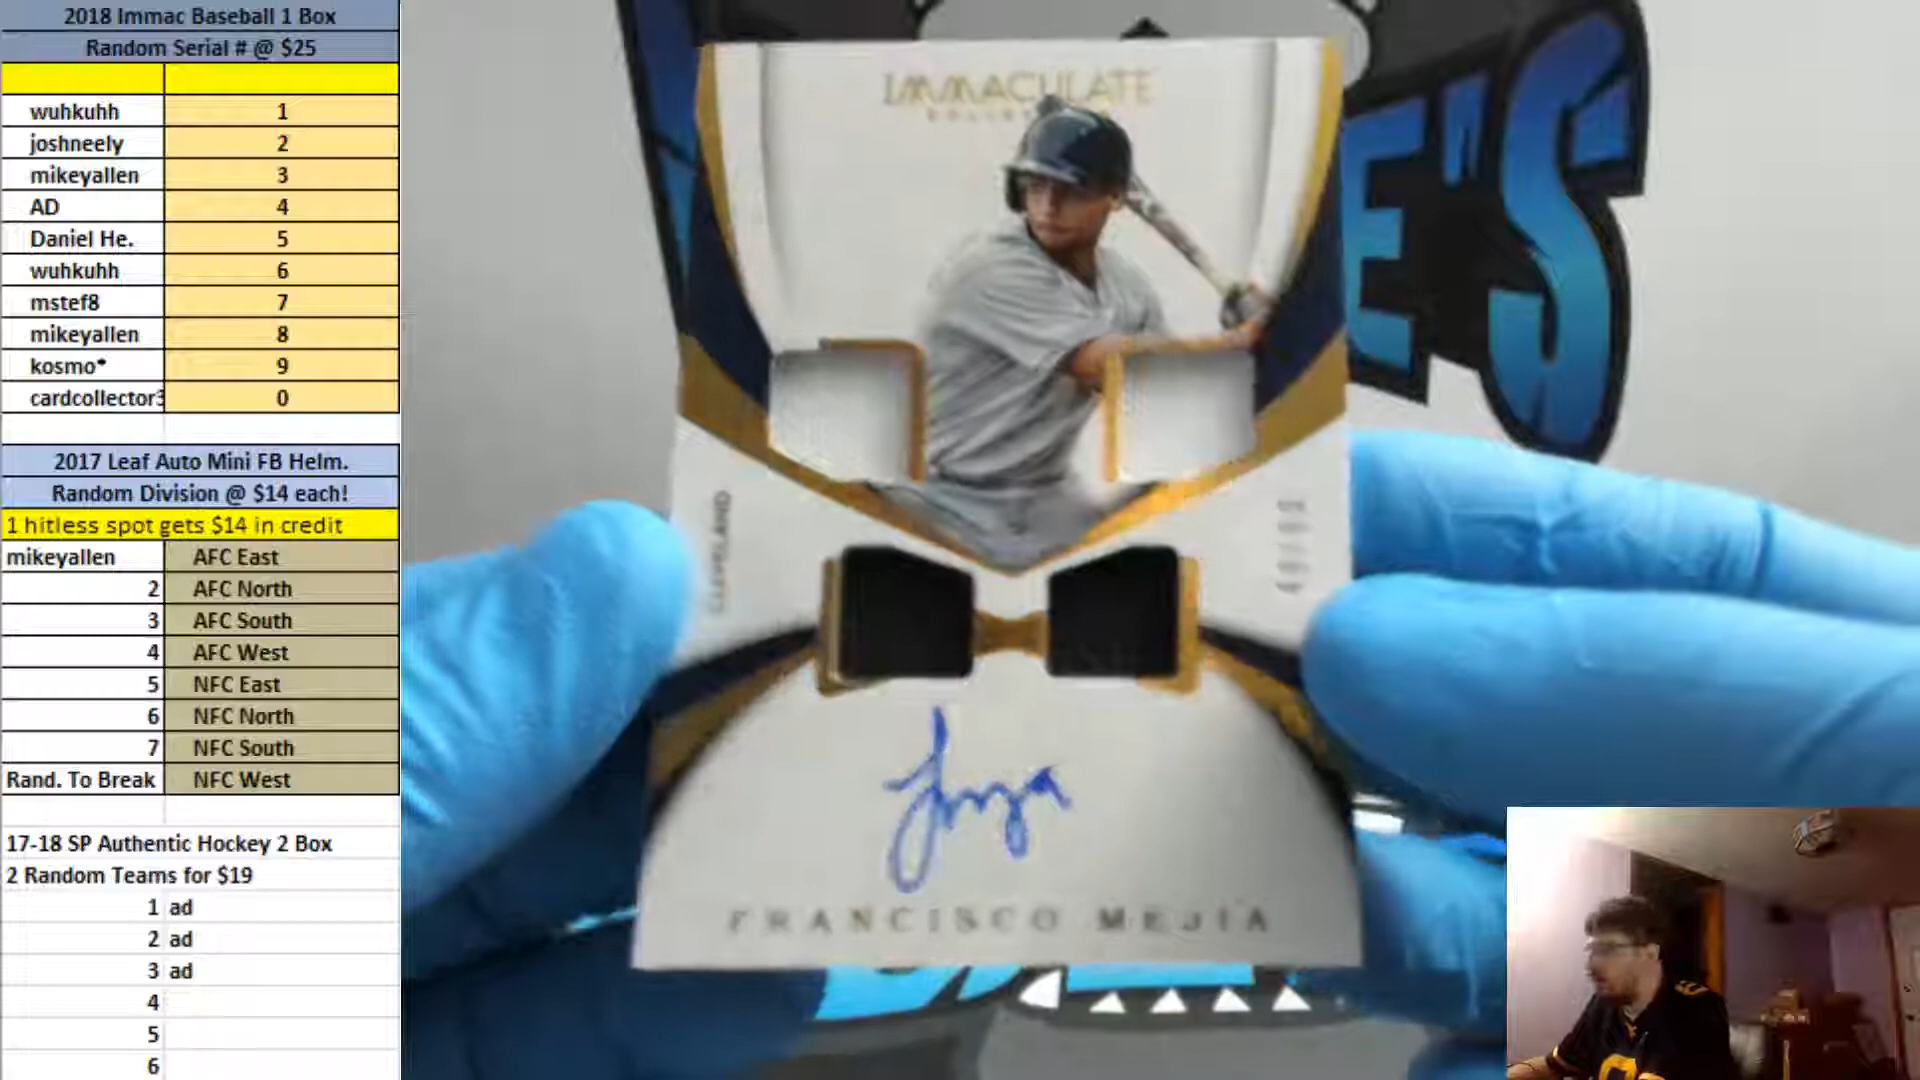 2018 Immac Baseball 1 Box
Random Serial # @ $25
wuhkuhh 1
joshneely 2
mikeyallen 3
AD 4
Daniel He. 5
wuhkuhh 6
mstef8 7
mikeyallen 8
kosmo* 9
cardcollector3 0
2017 Leaf Auto Mini FB Helm.
Random Division @ $14 each!
1 hitless spot gets $14 in credit
mikeyallen AFC East
2 AFC North
3 AFC South
4 AFC West
5 NFC East
6 NFC North
7 NFC South
Rand. To Break NFC West
17-18 SP Authentic Hockey 2 Box
2 Random Teams for $19
1 ad
2 ad
3 ad
4
5
6
IMMACULATE
CLEVELAND
FRANCISCO MEJIA
E'S